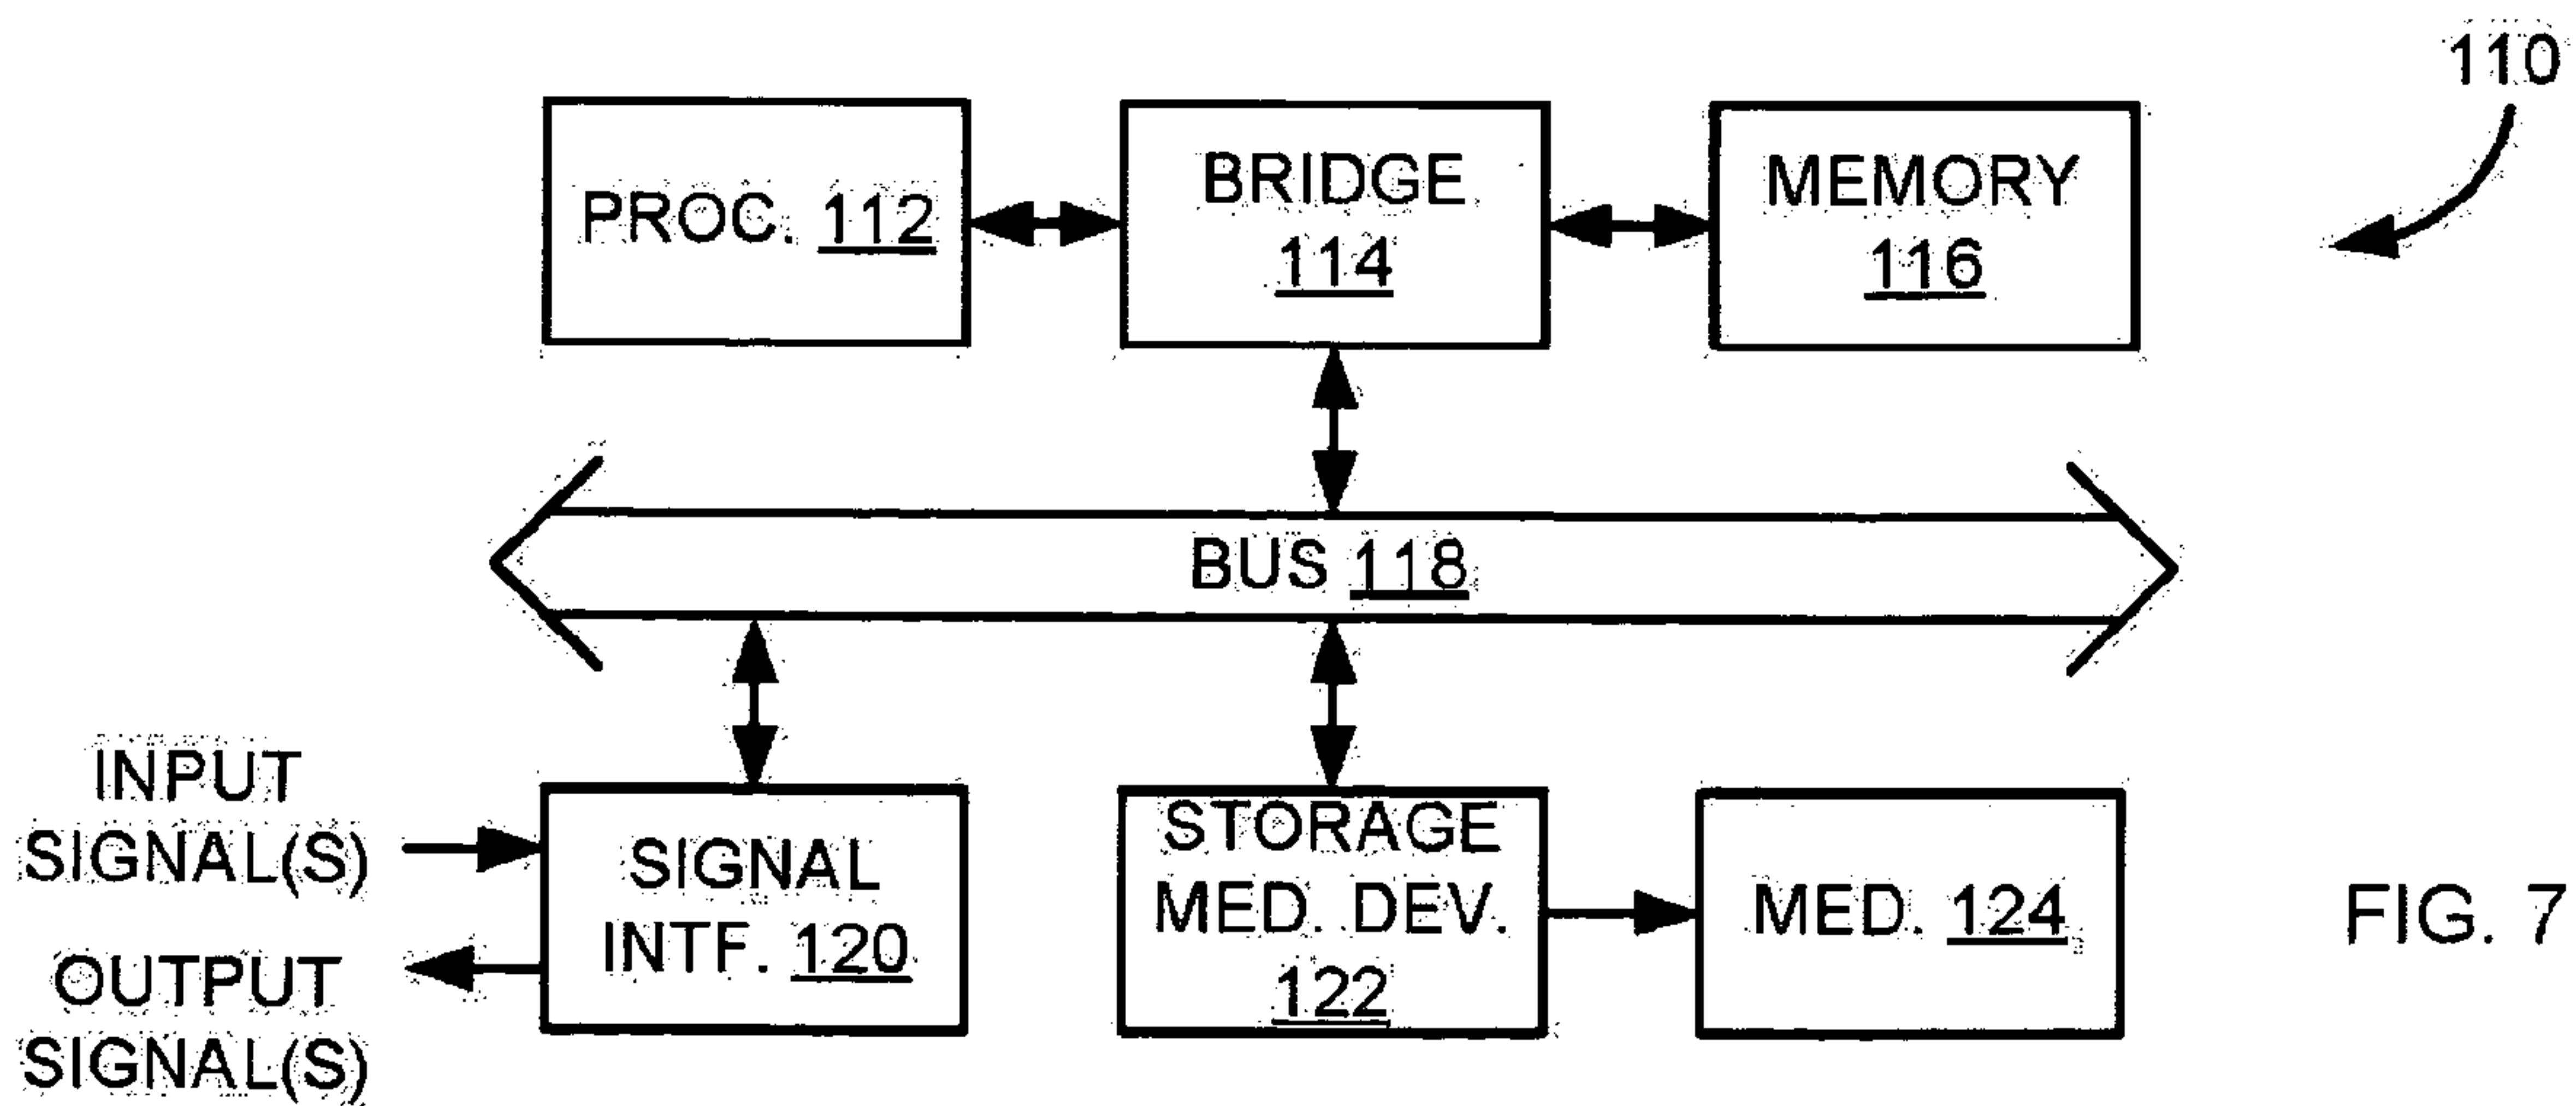 110
PROC. 112
BRIDGE
114
MEMORY
116
BUS 118
INPUT
SIGNAL(S)
OUTPUT
SIGNAL(S)
SIGNAL
INTF. 120
STORAGE
MED. DEV.
122
MED. 124
FIG. 7